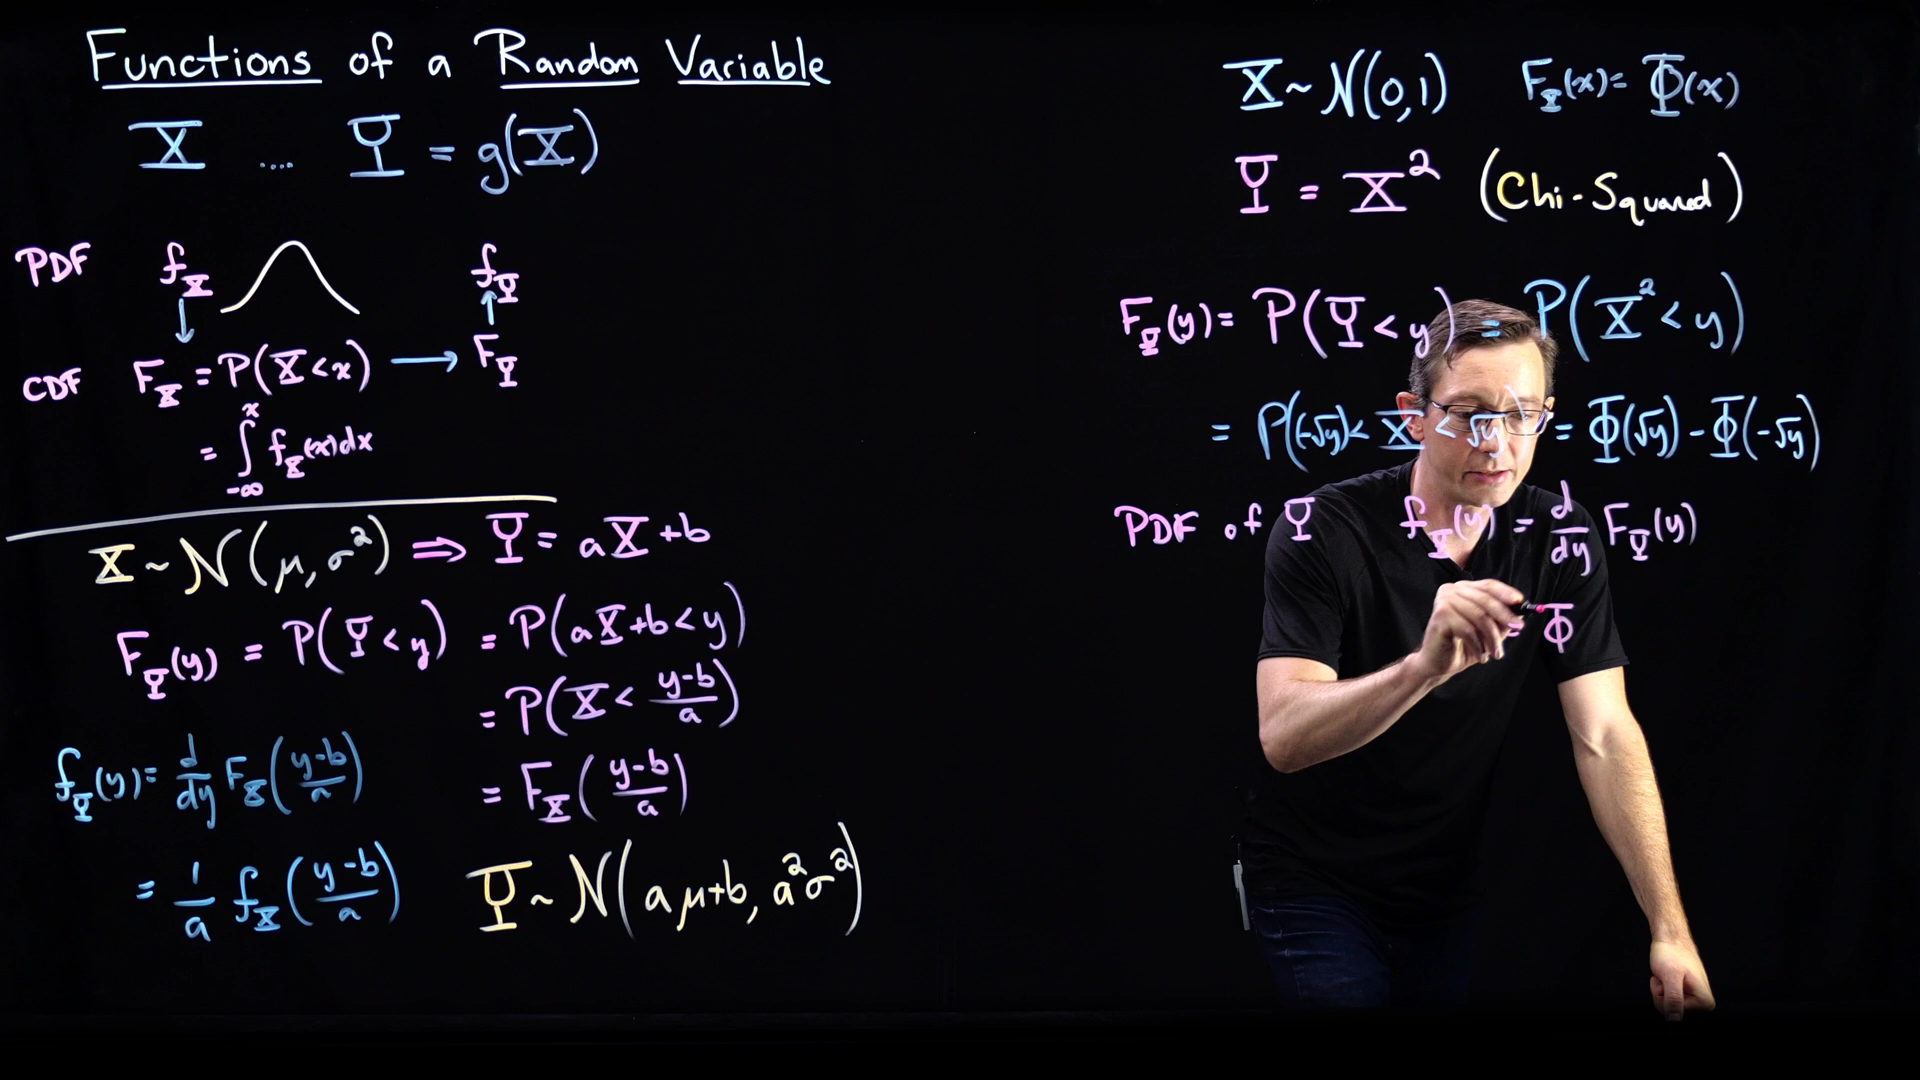 Functions of a Random Variable
X .... Y = g(X)
PDF f_X f_Y
↓ ↑
CDF F_X = P(X < x) → F_Y
= ∫_{-∞}^{x} f_X(x)dx
X ~ N(μ, σ²) ⇒ Y = aX + b
F_Y(y) = P(Y < y) = P(aX + b < y)
= P(X < (y-b)/a)
f_Y(y) = d/dy F_X((y-b)/a) = F_X((y-b)/a)
= 1/a f_X((y-b)/a) Y ~ N(aμ+b, a²σ²)
X ~ N(0,1) F_X(x) = Φ(x)
Y = X² (Chi-Squared)
F_Y(y) = P(Y < y) = P(X² < y)
= P(-√y < X < √y) = Φ(√y) - Φ(-√y)
PDF of Y f_Y(y) = d/dy F_Y(y)
= Φ